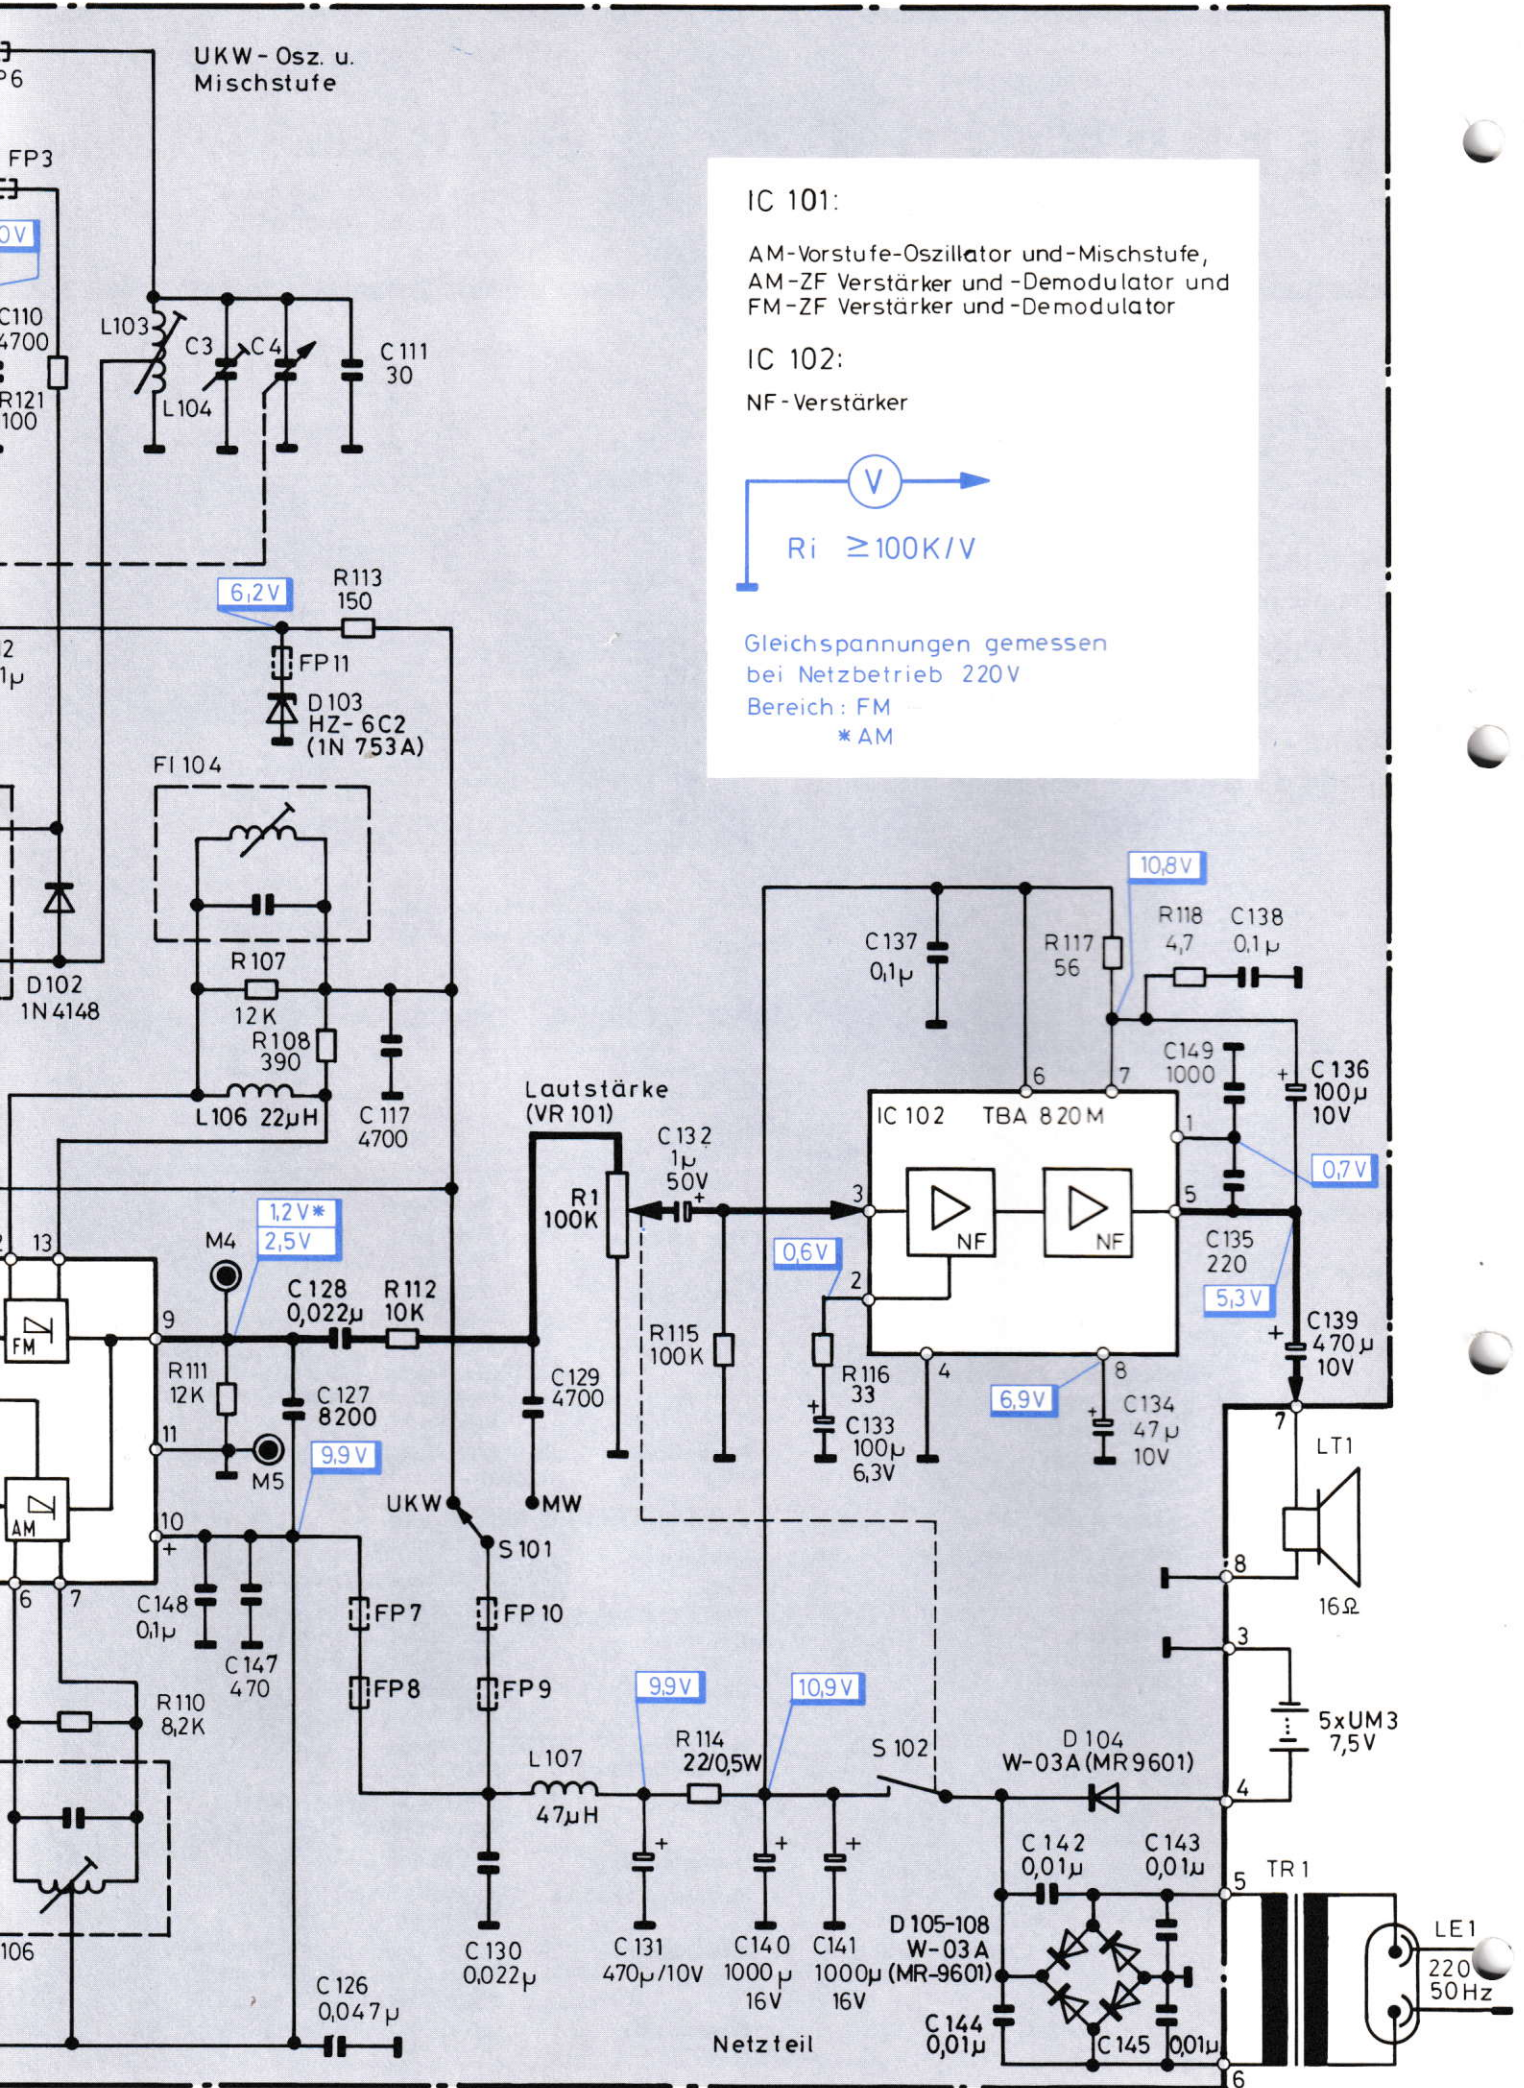 UKW-Osz. u.
Mischstufe
P6
FP3
0V
C110
4700
R121
100
L103
L104
C3
C4
C111
30
IC 101:
AM-Vorstufe-Oszillator und-Mischstufe,
AM-ZF Verstärker und -Demodulator und
FM-ZF Verstärker und -Demodulator
IC 102:
NF-Verstärker
V
Ri ≥100K/V
Gleichspannungen gemessen
bei Netzbetrieb 220V
Bereich: FM
* AM
6,2V
R113
150
12
1μ
FP11
D103
HZ-6C2
(1N 753A)
FI 104
R107
12K
R108
390
L106 22μH
C117
4700
D102
1N4148
10,8V
C137
0,1μ
R117
56
R118
4,7
C138
0,1μ
C149
1000
+
C136
100μ
10V
Lautstärke
(VR 101)
R1
100K
C132
1μ
50V
+
IC 102 TBA 820M
6
7
1
3
5
2
4
8
NF
NF
0,7V
C135
220
5,3V
0,6V
R115
100K
R116
33
+
C133
100μ
6,3V
6,9V
+
C134
47μ
10V
+
C139
470μ
10V
2
13
1,2V*
2,5V
M4
9
FM
C128
0,022μ
R112
10K
R111
12K
C127
8200
C129
4700
11
M5
9,9V
AM
10
+
6
7
UKW
MW
S101
C148
0,1μ
C147
470
FP7
FP8
FP10
FP9
R110
8,2K
106
C126
0,047μ
L107
47μH
9,9V
R114
22/0,5W
10,9V
S102
D104
W-03A(MR9601)
C130
0,022μ
+
C131
470μ/10V
+
C140
1000μ
16V
+
C141
1000μ
16V
Netzteil
C142
0,01μ
C143
0,01μ
D105-108
W-03A
(MR-9601)
C144
0,01μ
C145
0,01μ
7
LT1
8
16Ω
3
5xUM3
7,5V
4
5
TR1
6
LE1
220
50Hz